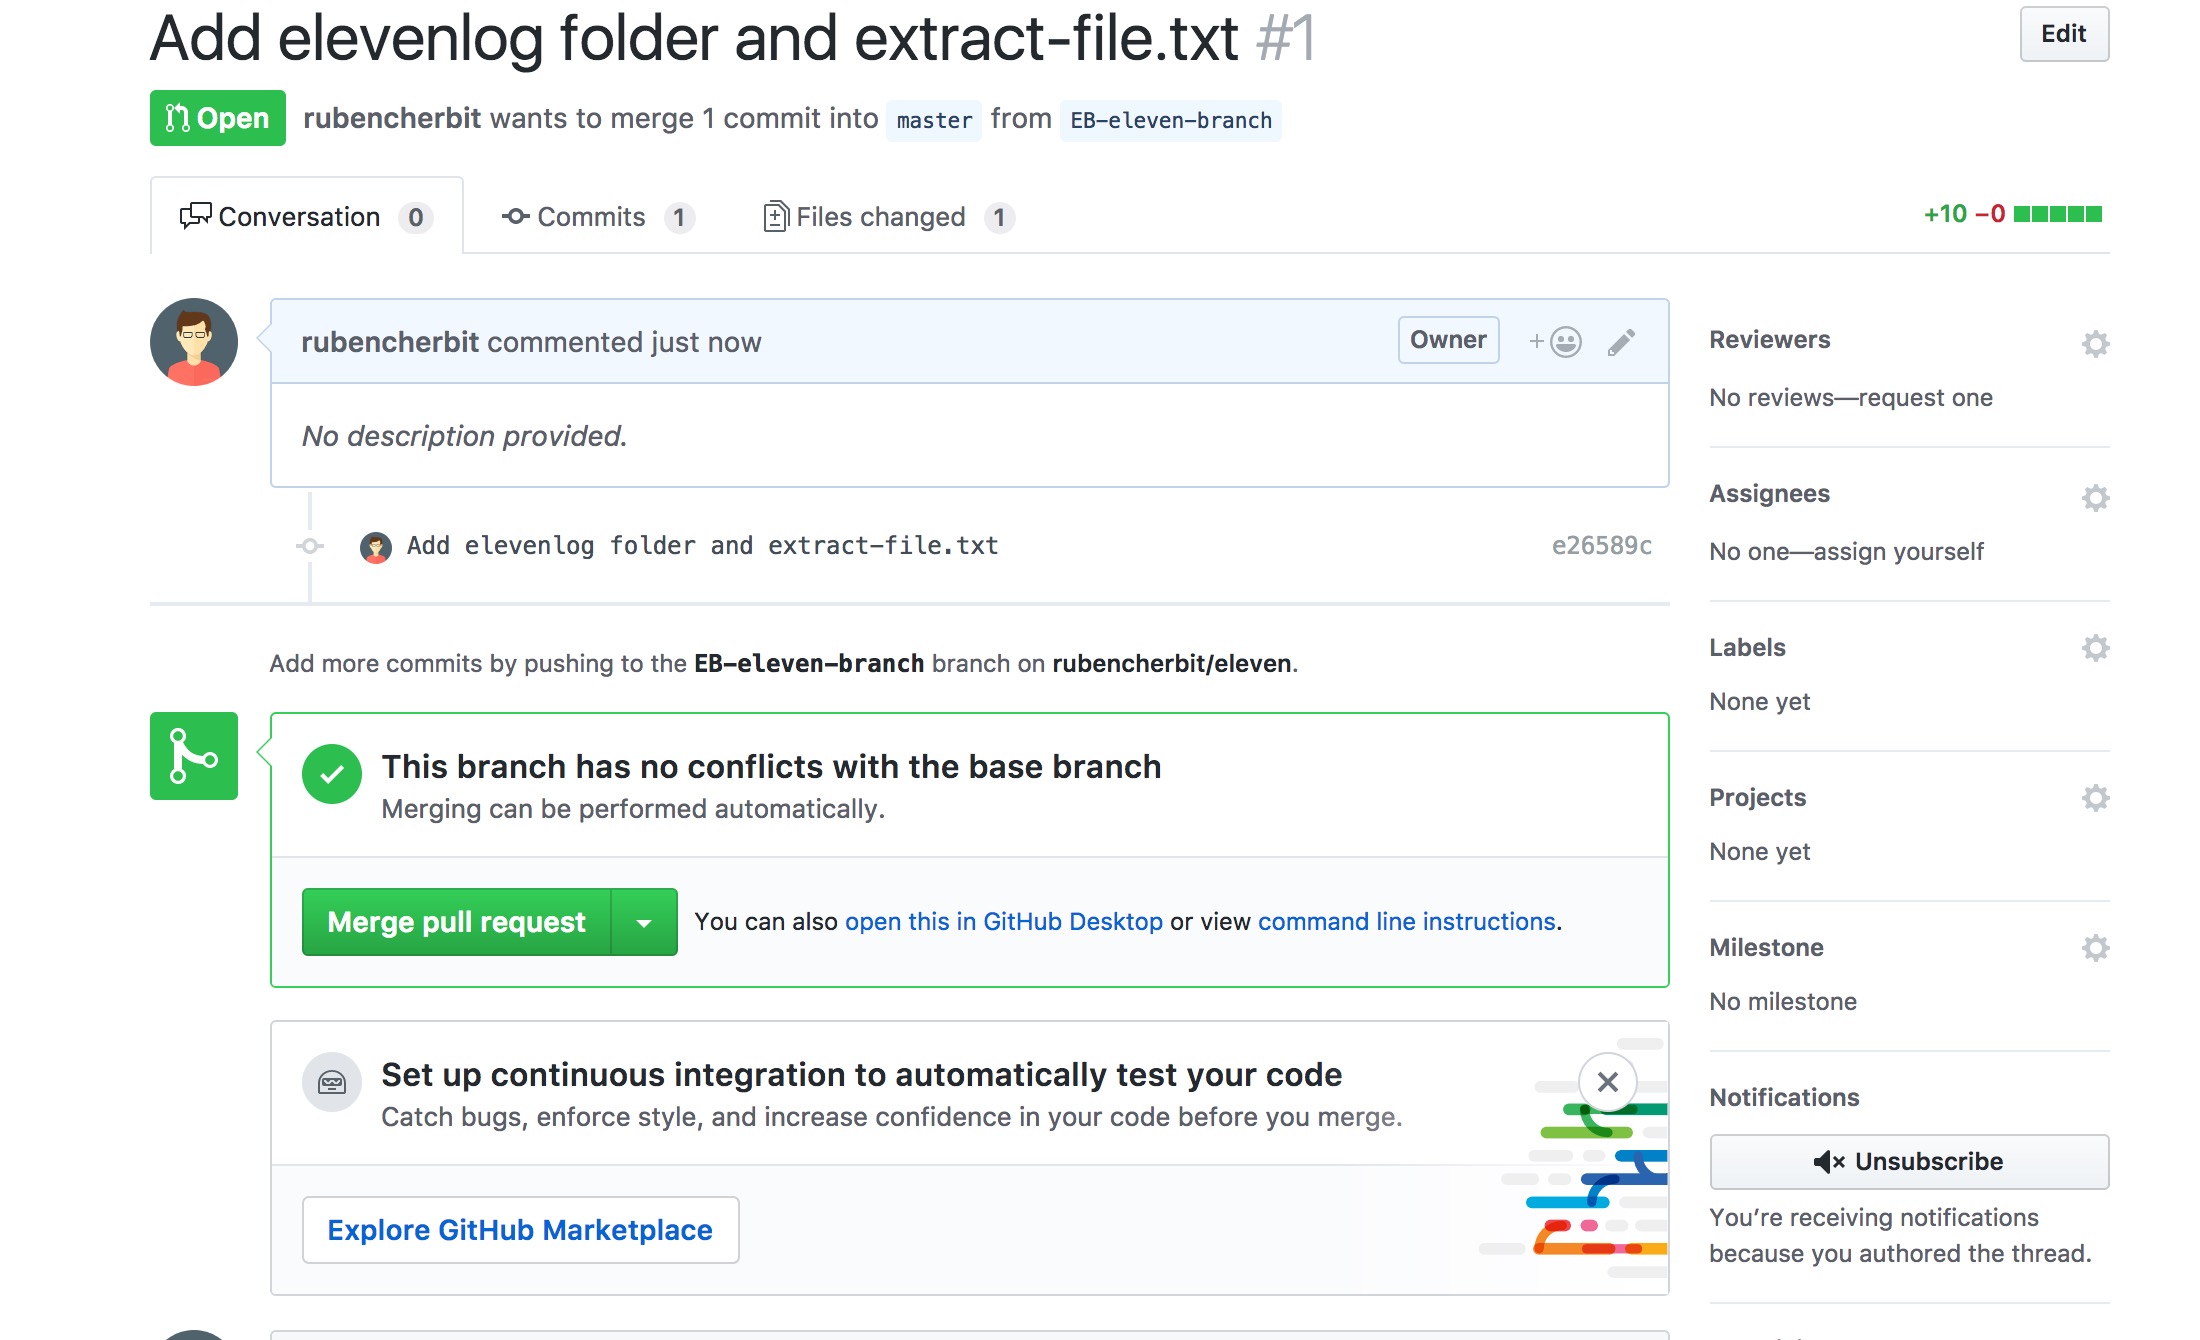 Add elevenlog folder and extract-file.txt #1
Edit
Open
rubencherbit wants to merge 1 commit into master from EB-eleven-branch
Conversation 0
Commits 1
Files changed 1
+10 −0
rubencherbit commented just now
Owner
+
No description provided.
Add elevenlog folder and extract-file.txt
e26589c
Add more commits by pushing to the EB-eleven-branch branch on rubencherbit/eleven.
This branch has no conflicts with the base branch
Merging can be performed automatically.
Merge pull request
You can also open this in GitHub Desktop or view command line instructions.
Set up continuous integration to automatically test your code
Catch bugs, enforce style, and increase confidence in your code before you merge.
Explore GitHub Marketplace
Reviewers
No reviews—request one
Assignees
No one—assign yourself
Labels
None yet
Projects
None yet
Milestone
No milestone
Notifications
Unsubscribe
You’re receiving notifications
because you authored the thread.